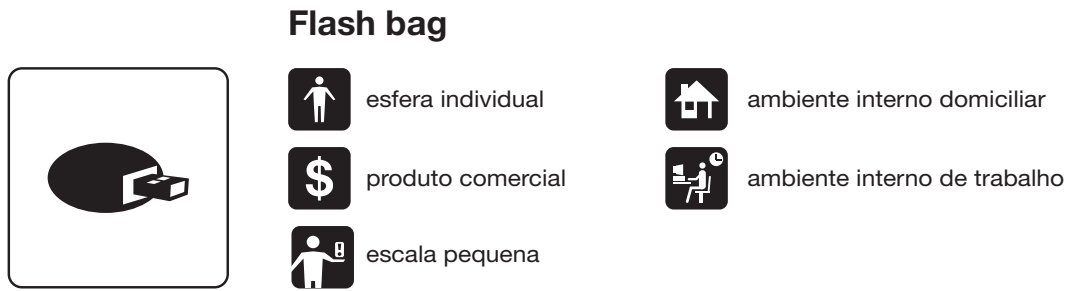 Flash bag
esfera individual
produto comercial
$
escala pequena
ambiente interno domiciliar
ambiente interno de trabalho